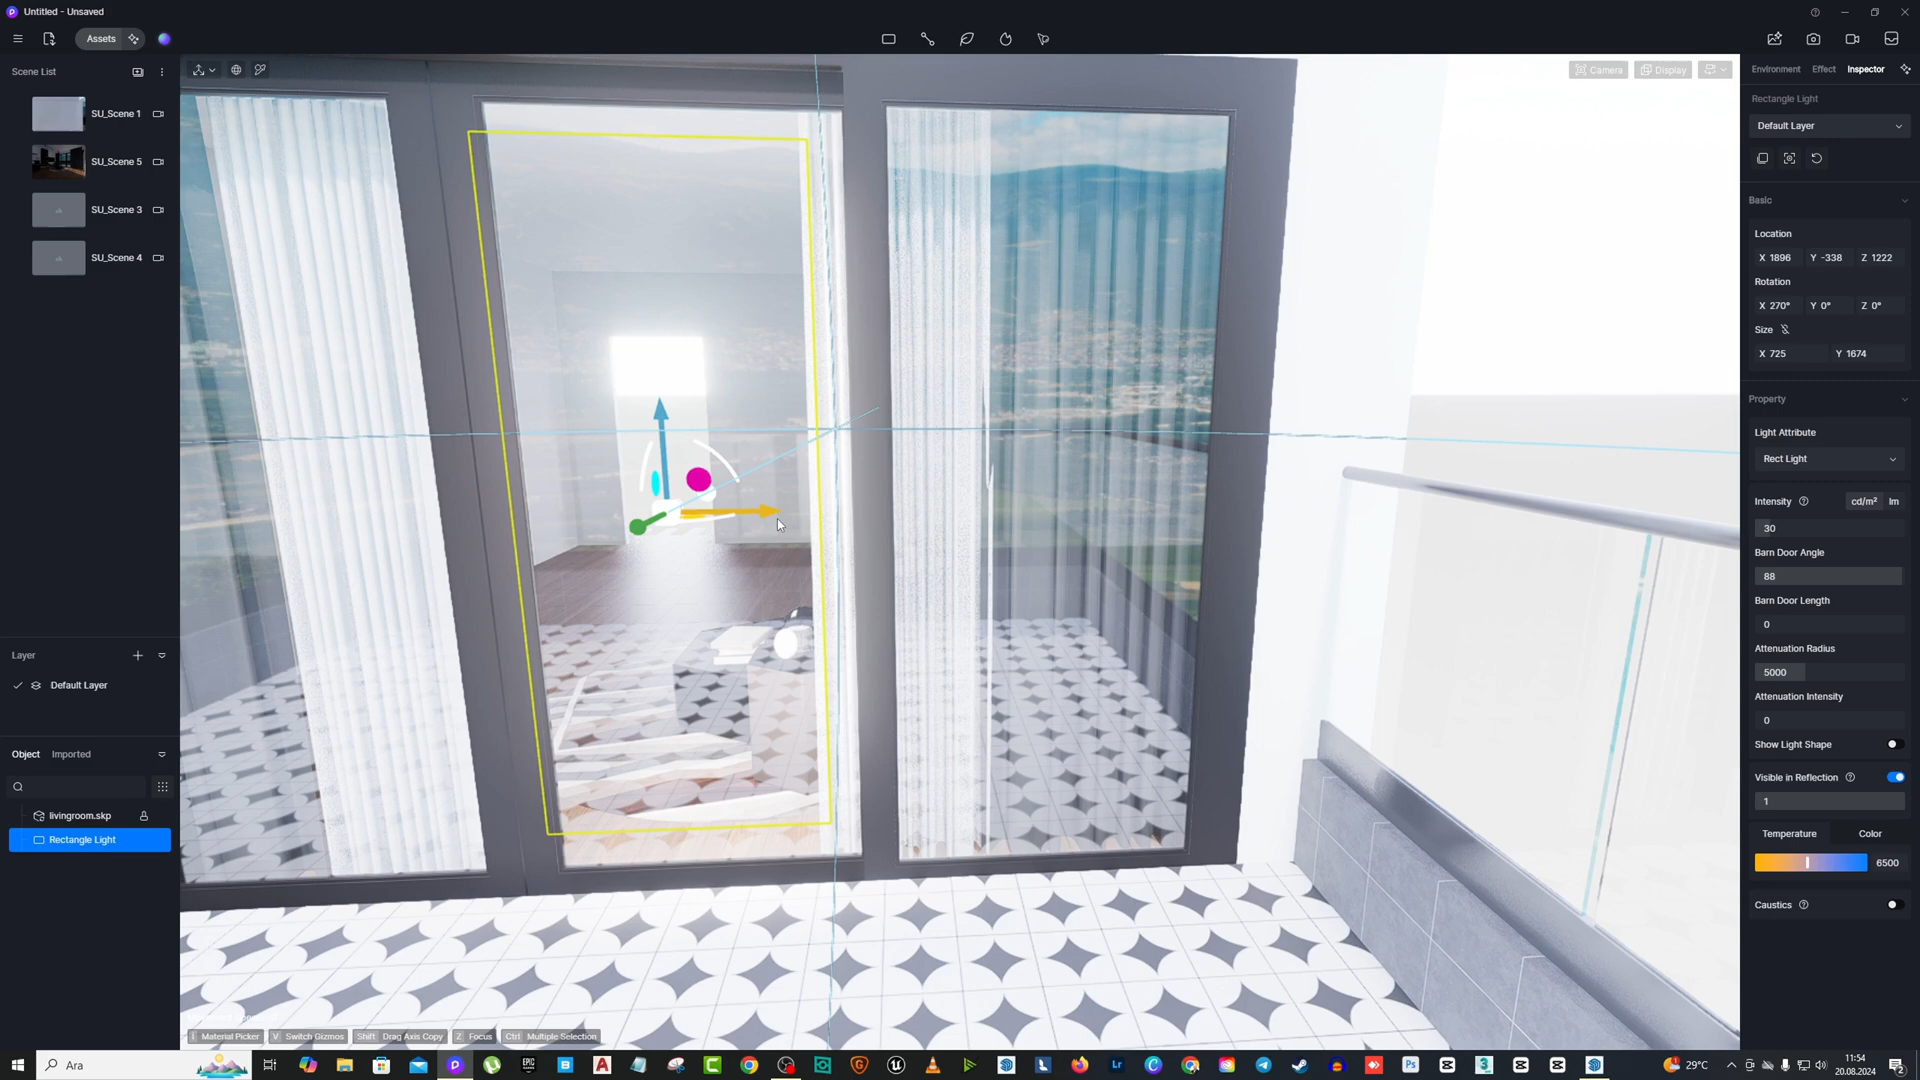 Untitled - Unsaved
Assets
Scene List
SU_Scene 1
SU_Scene 5
SU_Scene 3
SU_Scene 4
Layer
Default Layer
Object Imported
livingroom.skp
Rectangle Light
Camera Display
I Material Picker V Switch Gizmos Shift Drag Axis Copy Z Focus Ctrl Multiple Selection
Environment Effect Inspector
Rectangle Light
Default Layer
Basic
Location
X 1896 Y -338 Z 1222
Rotation
X 270° Y 0° Z 0°
Size
X 725 Y 1674
Property
Light Attribute
Rect Light
Intensity cd/m² lm
30
Barn Door Angle
88
Barn Door Length
0
Attenuation Radius
5000
Attenuation Intensity
0
Show Light Shape
Visible in Reflection
1
Temperature Color
6500
Caustics
Ara
29°C
11:54
20.08.2024